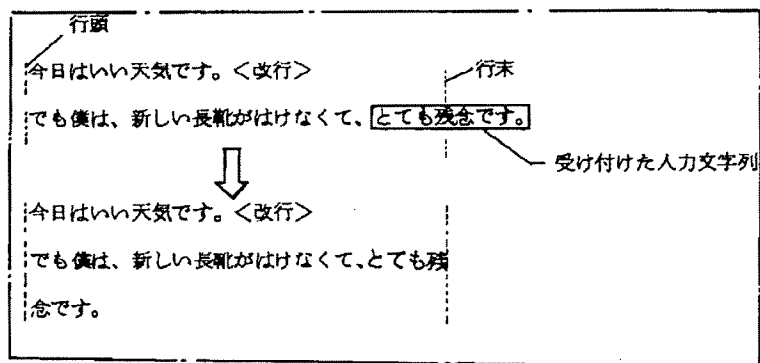 行頭
今日はいい天気です。＜改行＞
行末
でも僕は、新しい長靴がはけなくて、とても残念です。
受け付けた入力文字列
今日はいい天気です。＜改行＞
でも僕は、新しい長靴がはけなくて、とても残
念です。